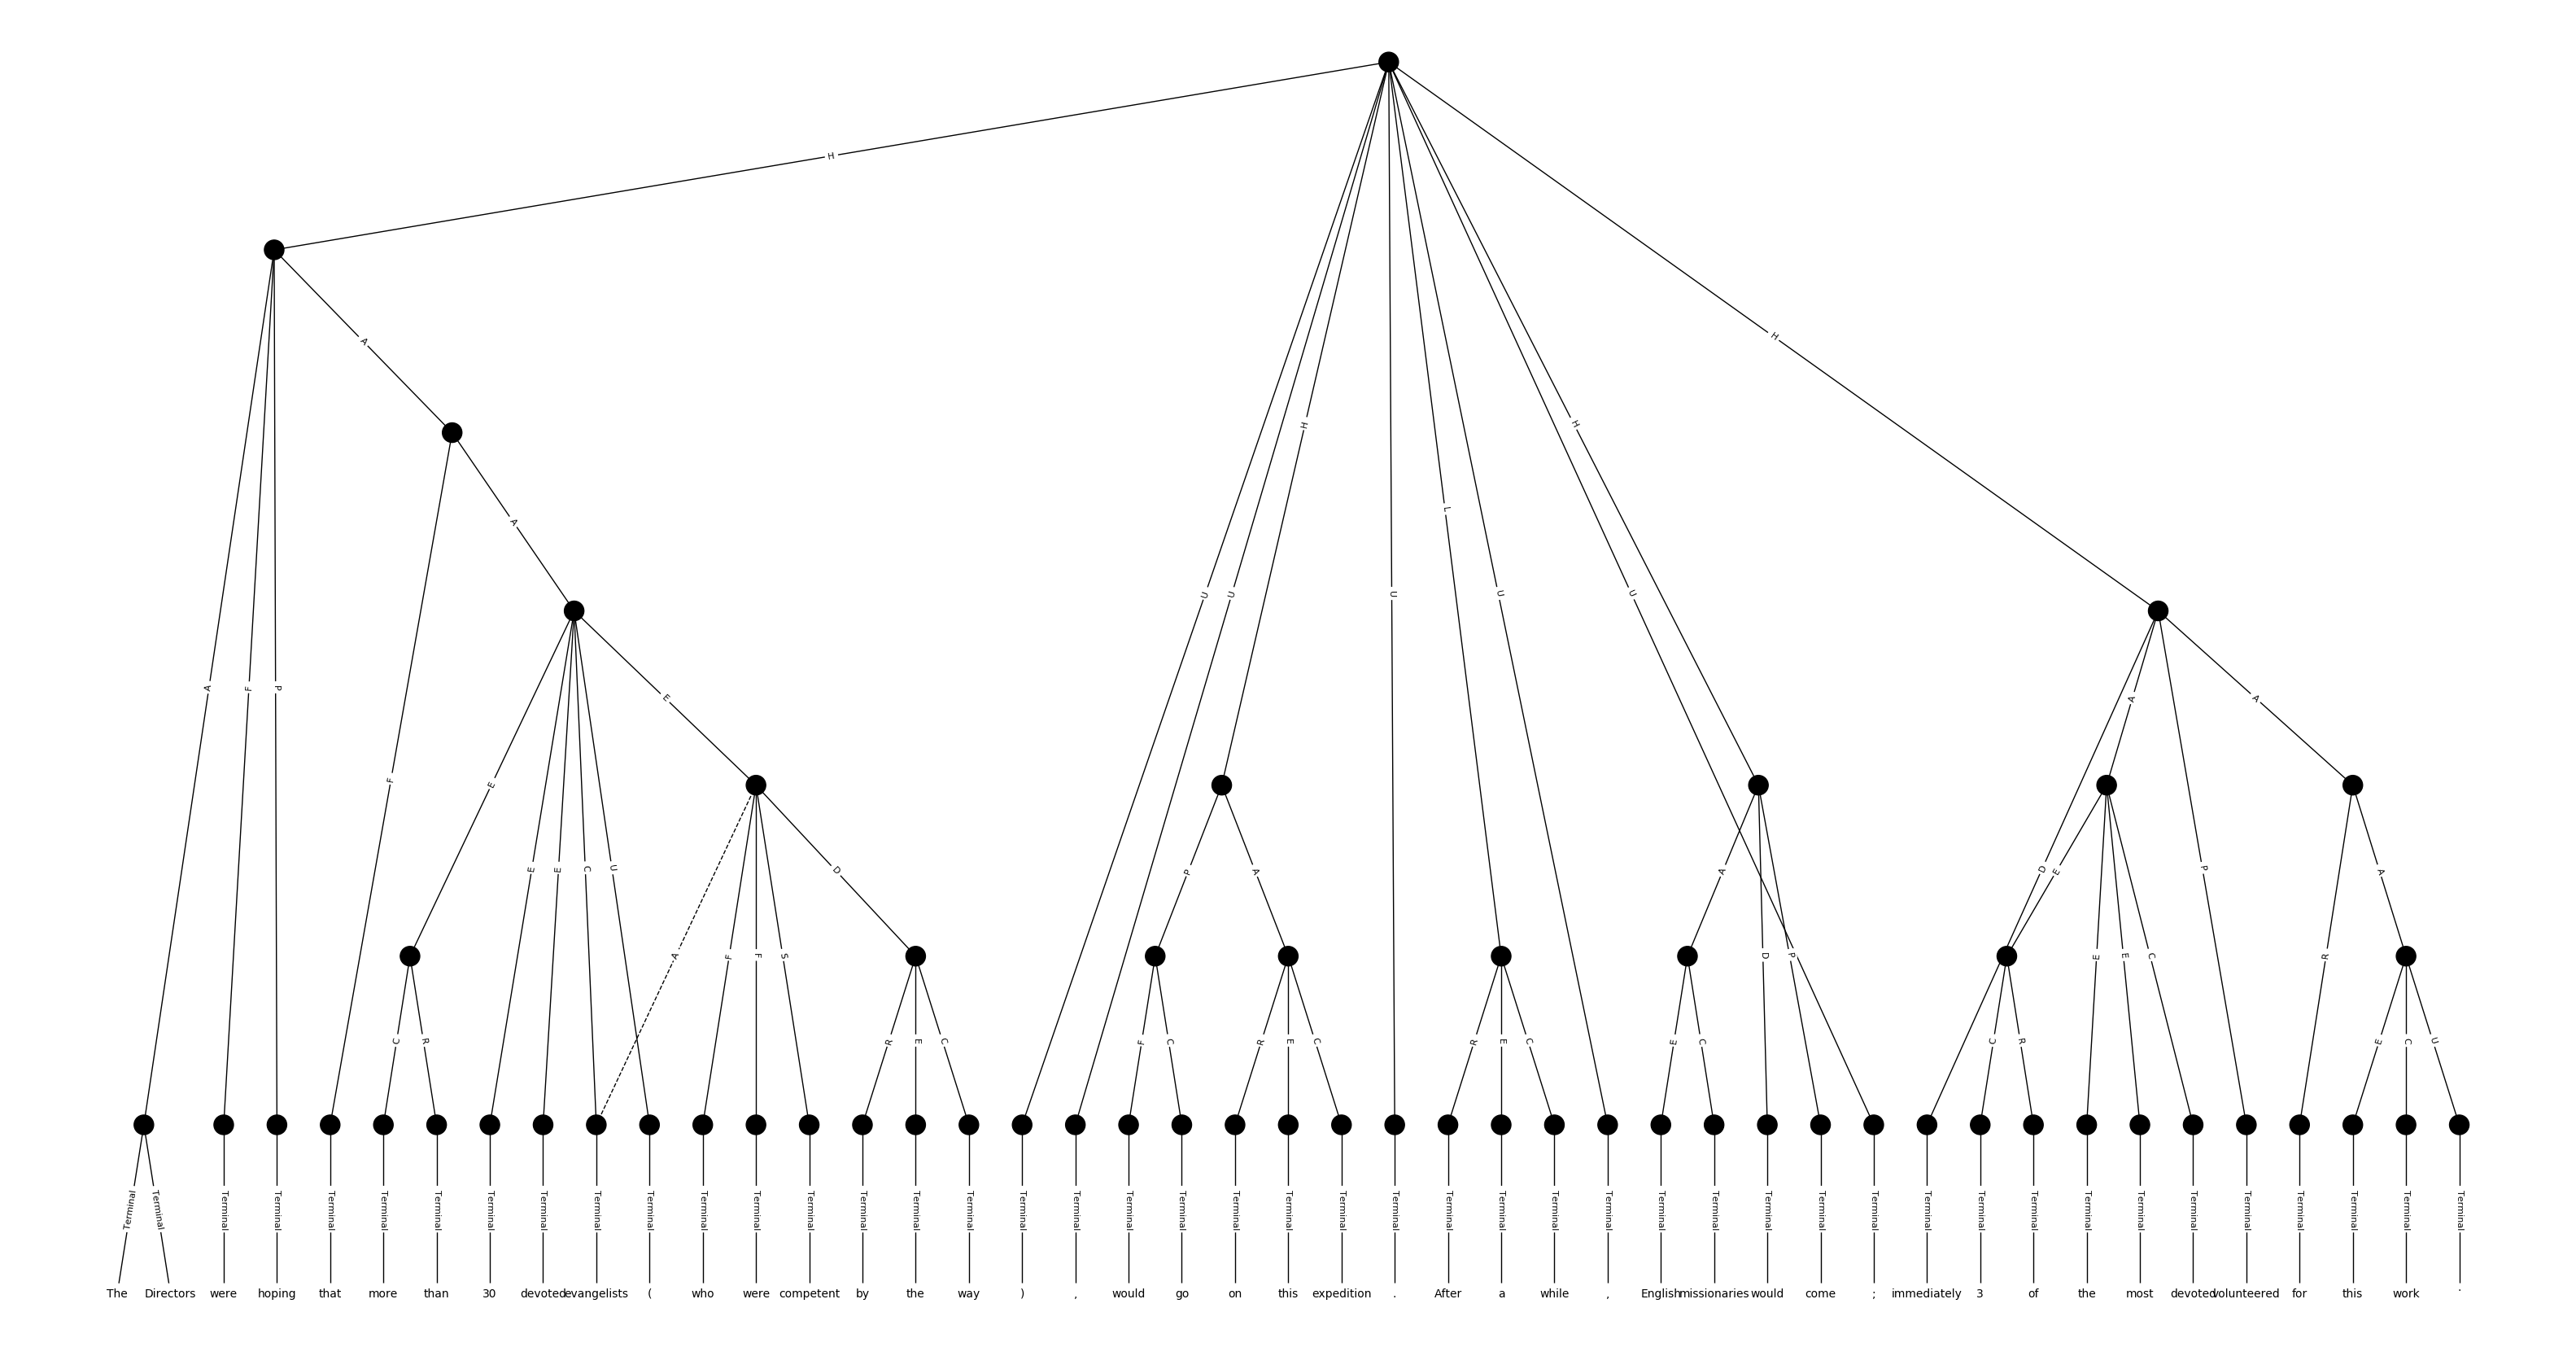 H
H
A
H
H
L
A
U U U U U
A F P E A A
F E
E E C U D P A A D E P R A
A F F S D P E E C R
C R R E C F C R E C R E C E C C R E C U
Terminal Terminal Terminal Terminal Terminal Terminal Terminal Terminal Terminal Terminal Terminal Terminal Terminal Terminal Terminal Terminal Terminal Terminal Terminal Terminal Terminal Terminal Terminal Terminal Terminal Terminal Terminal Terminal Terminal Terminal Terminal Terminal Terminal Terminal Terminal Terminal Terminal Terminal Terminal Terminal Terminal Terminal Terminal Terminal
The Directors were hoping that more than 30 devoted evangelists ( who were competent by the way ) , would go on this expedition . After a while , English missionaries would come ; immediately 3 of the most devoted volunteered for this work .